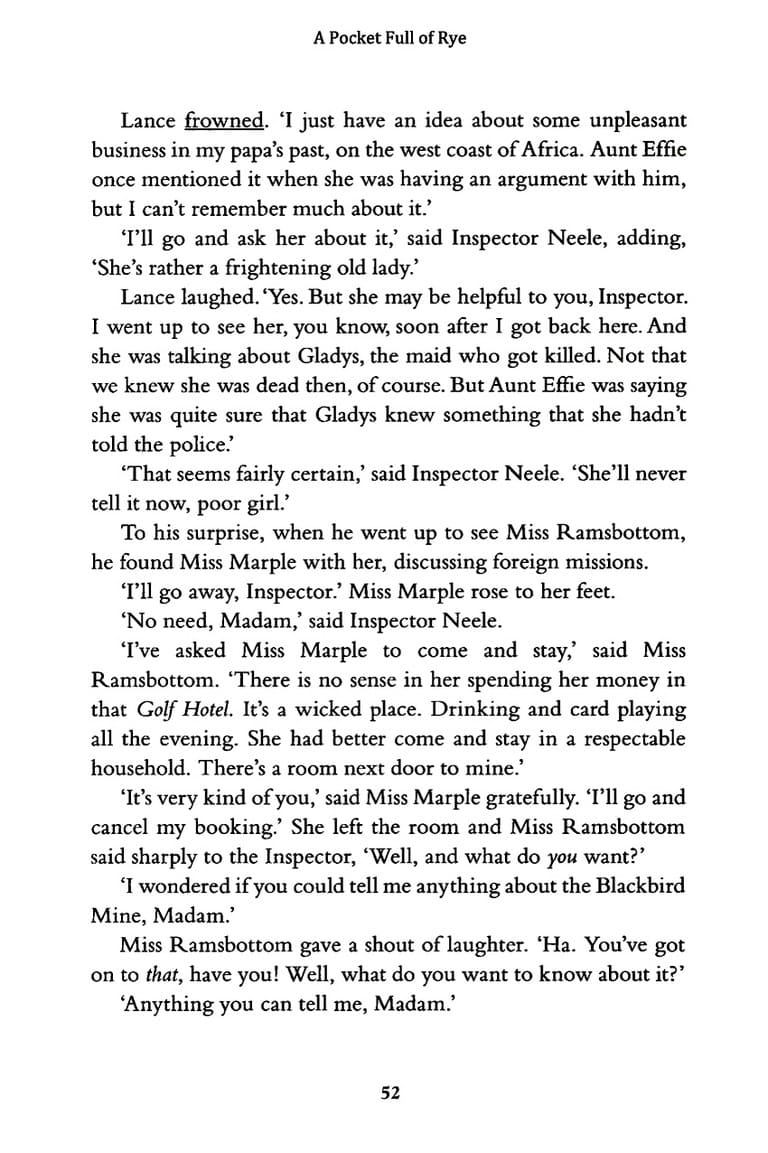 A Pocket Full of Rye
Lance frowned. ‘I just have an idea about some unpleasant
business in my papa’s past, on the west coast of Africa. Aunt Effie
once mentioned it when she was having an argument with him,
but I can’t remember much about it.’
‘I’ll go and ask her about it,’ said Inspector Neele, adding,
‘She’s rather a frightening old lady.’
Lance laughed. ‘Yes. But she may be helpful to you, Inspector.
I went up to see her, you know, soon after I got back here. And
she was talking about Gladys, the maid who got killed. Not that
we knew she was dead then, of course. But Aunt Effie was saying
she was quite sure that Gladys knew something that she hadn’t
told the police.’
‘That seems fairly certain,’ said Inspector Neele. ‘She’ll never
tell it now, poor girl.’
To his surprise, when he went up to see Miss Ramsbottom,
he found Miss Marple with her, discussing foreign missions.
‘I’ll go away, Inspector.’ Miss Marple rose to her feet.
‘No need, Madam,’ said Inspector Neele.
‘I’ve asked Miss Marple to come and stay,’ said Miss
Ramsbottom. ‘There is no sense in her spending her money in
that Golf Hotel. It’s a wicked place. Drinking and card playing
all the evening. She had better come and stay in a respectable
household. There’s a room next door to mine.’
‘It’s very kind of you,’ said Miss Marple gratefully. ‘I’ll go and
cancel my booking.’ She left the room and Miss Ramsbottom
said sharply to the Inspector, ‘Well, and what do you want?’
‘I wondered if you could tell me anything about the Blackbird
Mine, Madam.’
Miss Ramsbottom gave a shout of laughter. ‘Ha. You’ve got
on to that, have you! Well, what do you want to know about it?’
‘Anything you can tell me, Madam.’
52